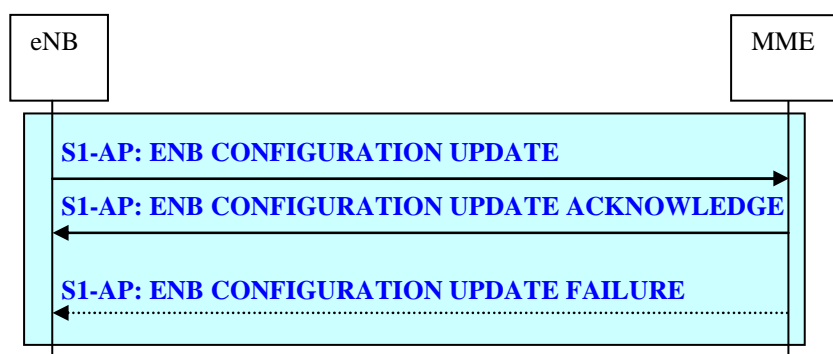 eNB
MME
S1-AP: ENB CONFIGURATION UPDATE
S1-AP: ENB CONFIGURATION UPDATE ACKNOWLEDGE
S1-AP: ENB CONFIGURATION UPDATE FAILURE